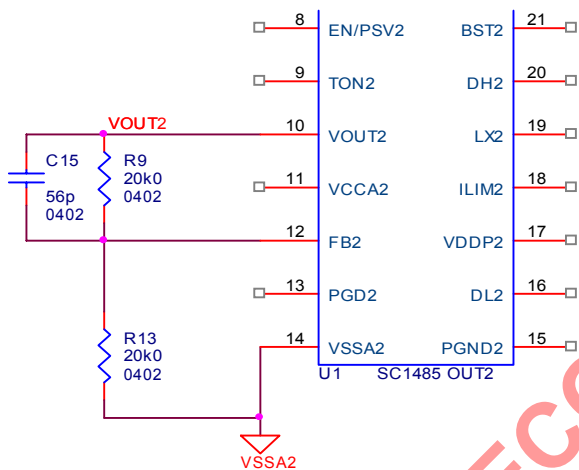 8 EN/PSV2 BST2 21
9 TON2 DH2 20
VOUT2
10 VOUT2 LX2 19
C15
56p
0402
R9
20k0
0402
11 VCCA2 ILIM2 18
12 FB2 VDDP2 17
13 PGD2 DL2 16
R13
20k0
0402
14 VSSA2 PGND2 15
U1 SC1485 OUT2
VSSA2